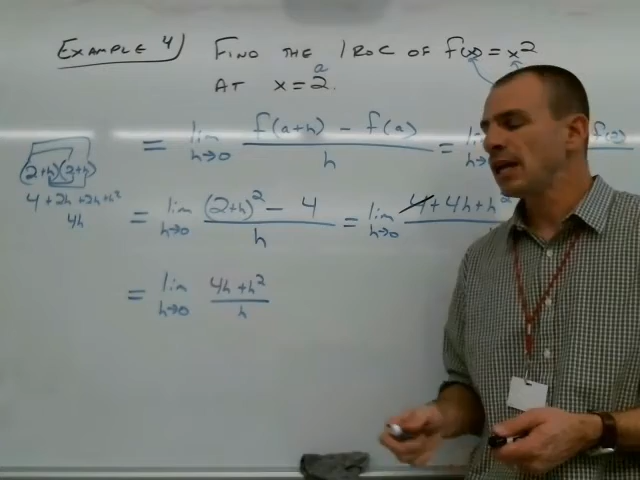 EXAMPLE 4) FIND THE IROC OF f(x) = x²
AT x = 2.
a
= lim h→0 f(a+h) - f(a) / h = lim h→0 f(2)
(2+h)(2+h)
4 + 2h + 2h + h²
4h
= lim h→0 (2+h)² - 4 / h = lim h→0 4 + 4h + h²
= lim h→0 4h + h² / h